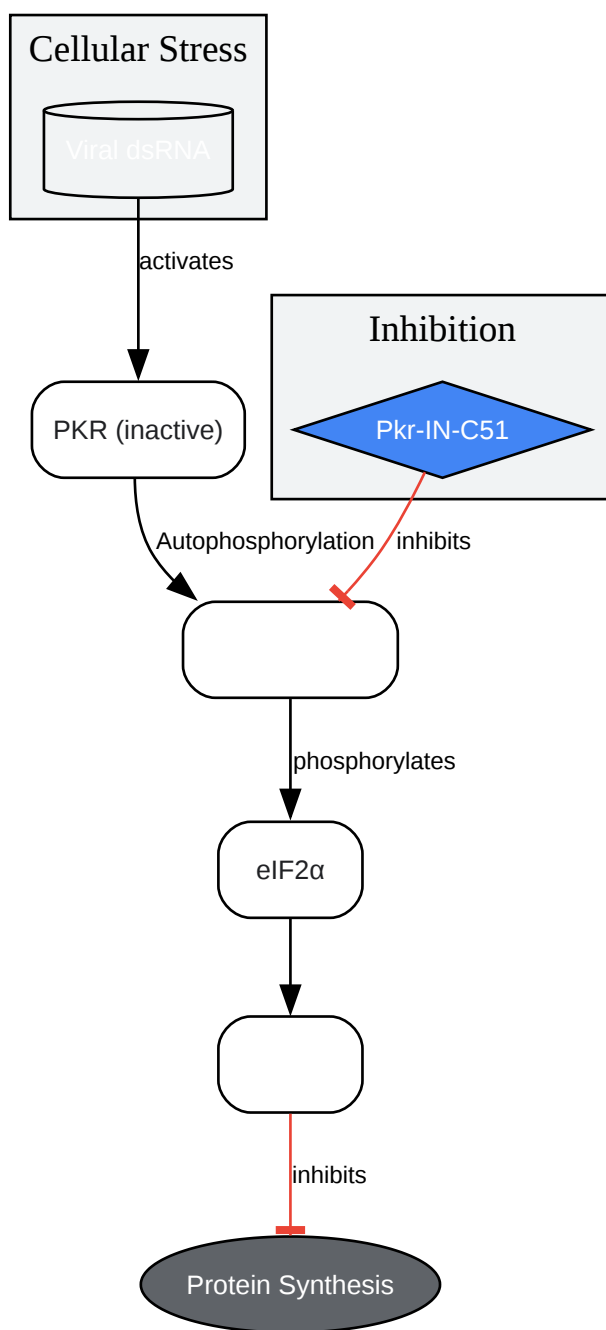 Cellular Stress
Viral dsRNA
activates
Inhibition
PKR (inactive)
Pkr-IN-C51
Autophosphorylation
inhibits
phosphorylates
eIF2α
inhibits
Protein Synthesis